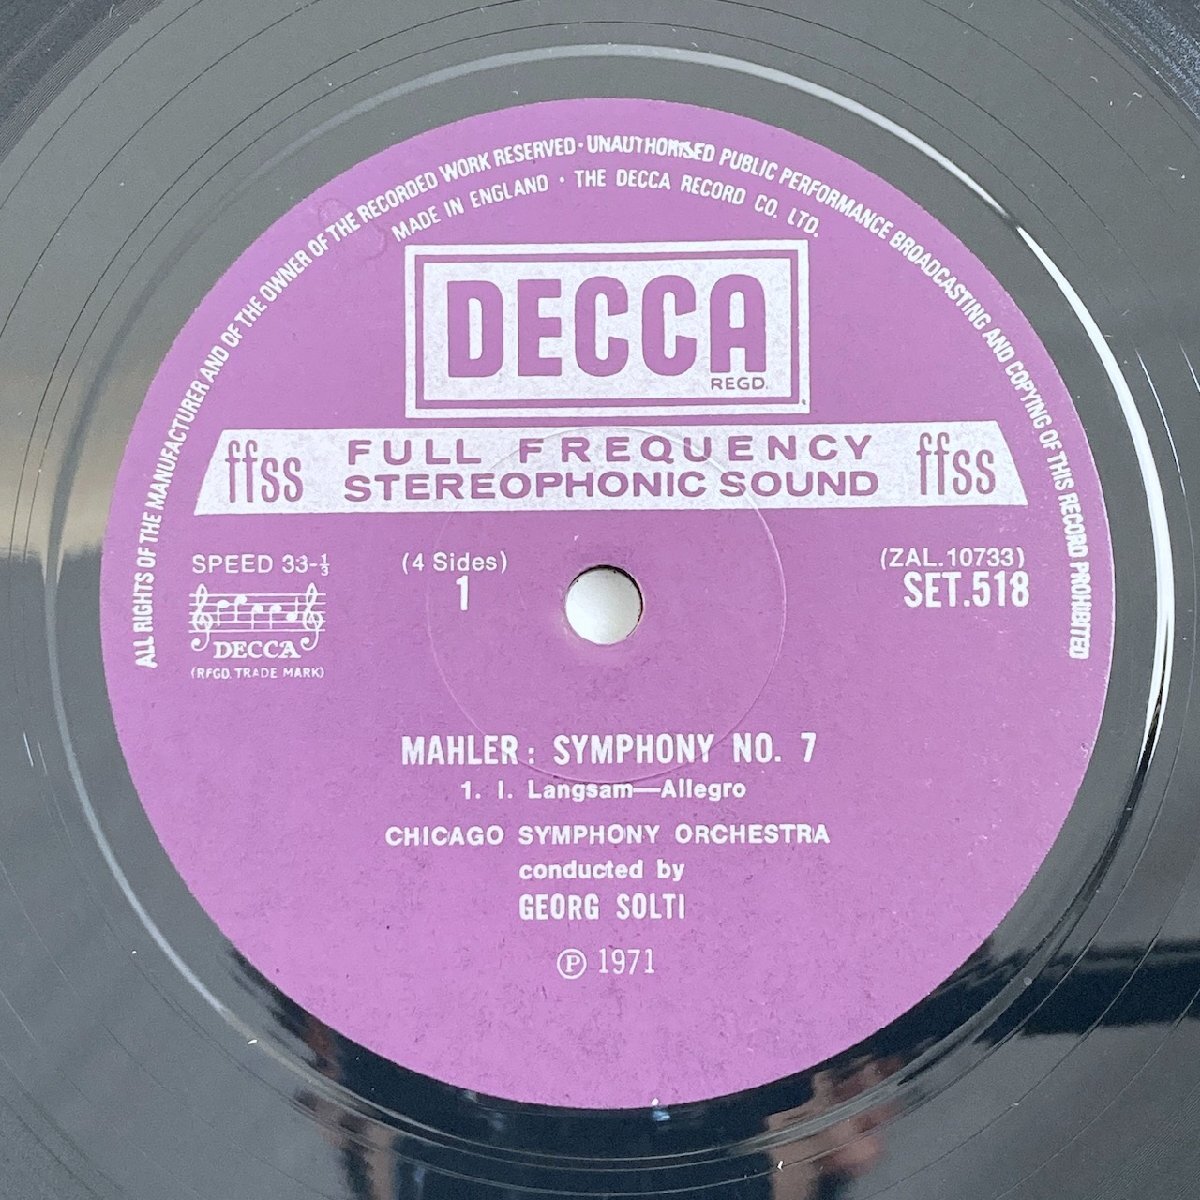 ALL RIGHTS OF THE MANUFACTURER AND OF THE OWNER OF THE RECORDED WORK RESERVED · UNAUTHORISED PUBLIC PERFORMANCE BROADCASTING AND COPYING OF THIS RECORD PROHIBITED
MADE IN ENGLAND · THE DECCA RECORD CO. LTD.
DECCA
REGD.
ffss FULL FREQUENCY STEREOPHONIC SOUND ffss
SPEED 33-⅓ (4 Sides) (ZAL.10733)
1 SET.518
DECCA
(REGD. TRADE MARK)
MAHLER: SYMPHONY NO. 7
1. I. Langsam—Allegro
CHICAGO SYMPHONY ORCHESTRA
conducted by
GEORG SOLTI
℗ 1971